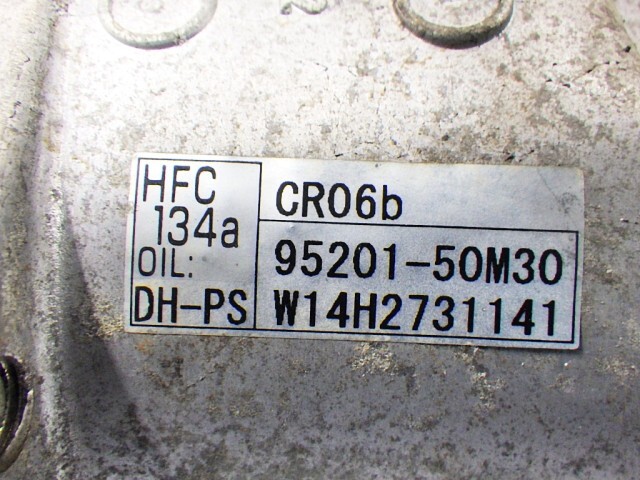 HFC
134a
OIL:
DH-PS
CR06b
95201-50M30
W14H2731141